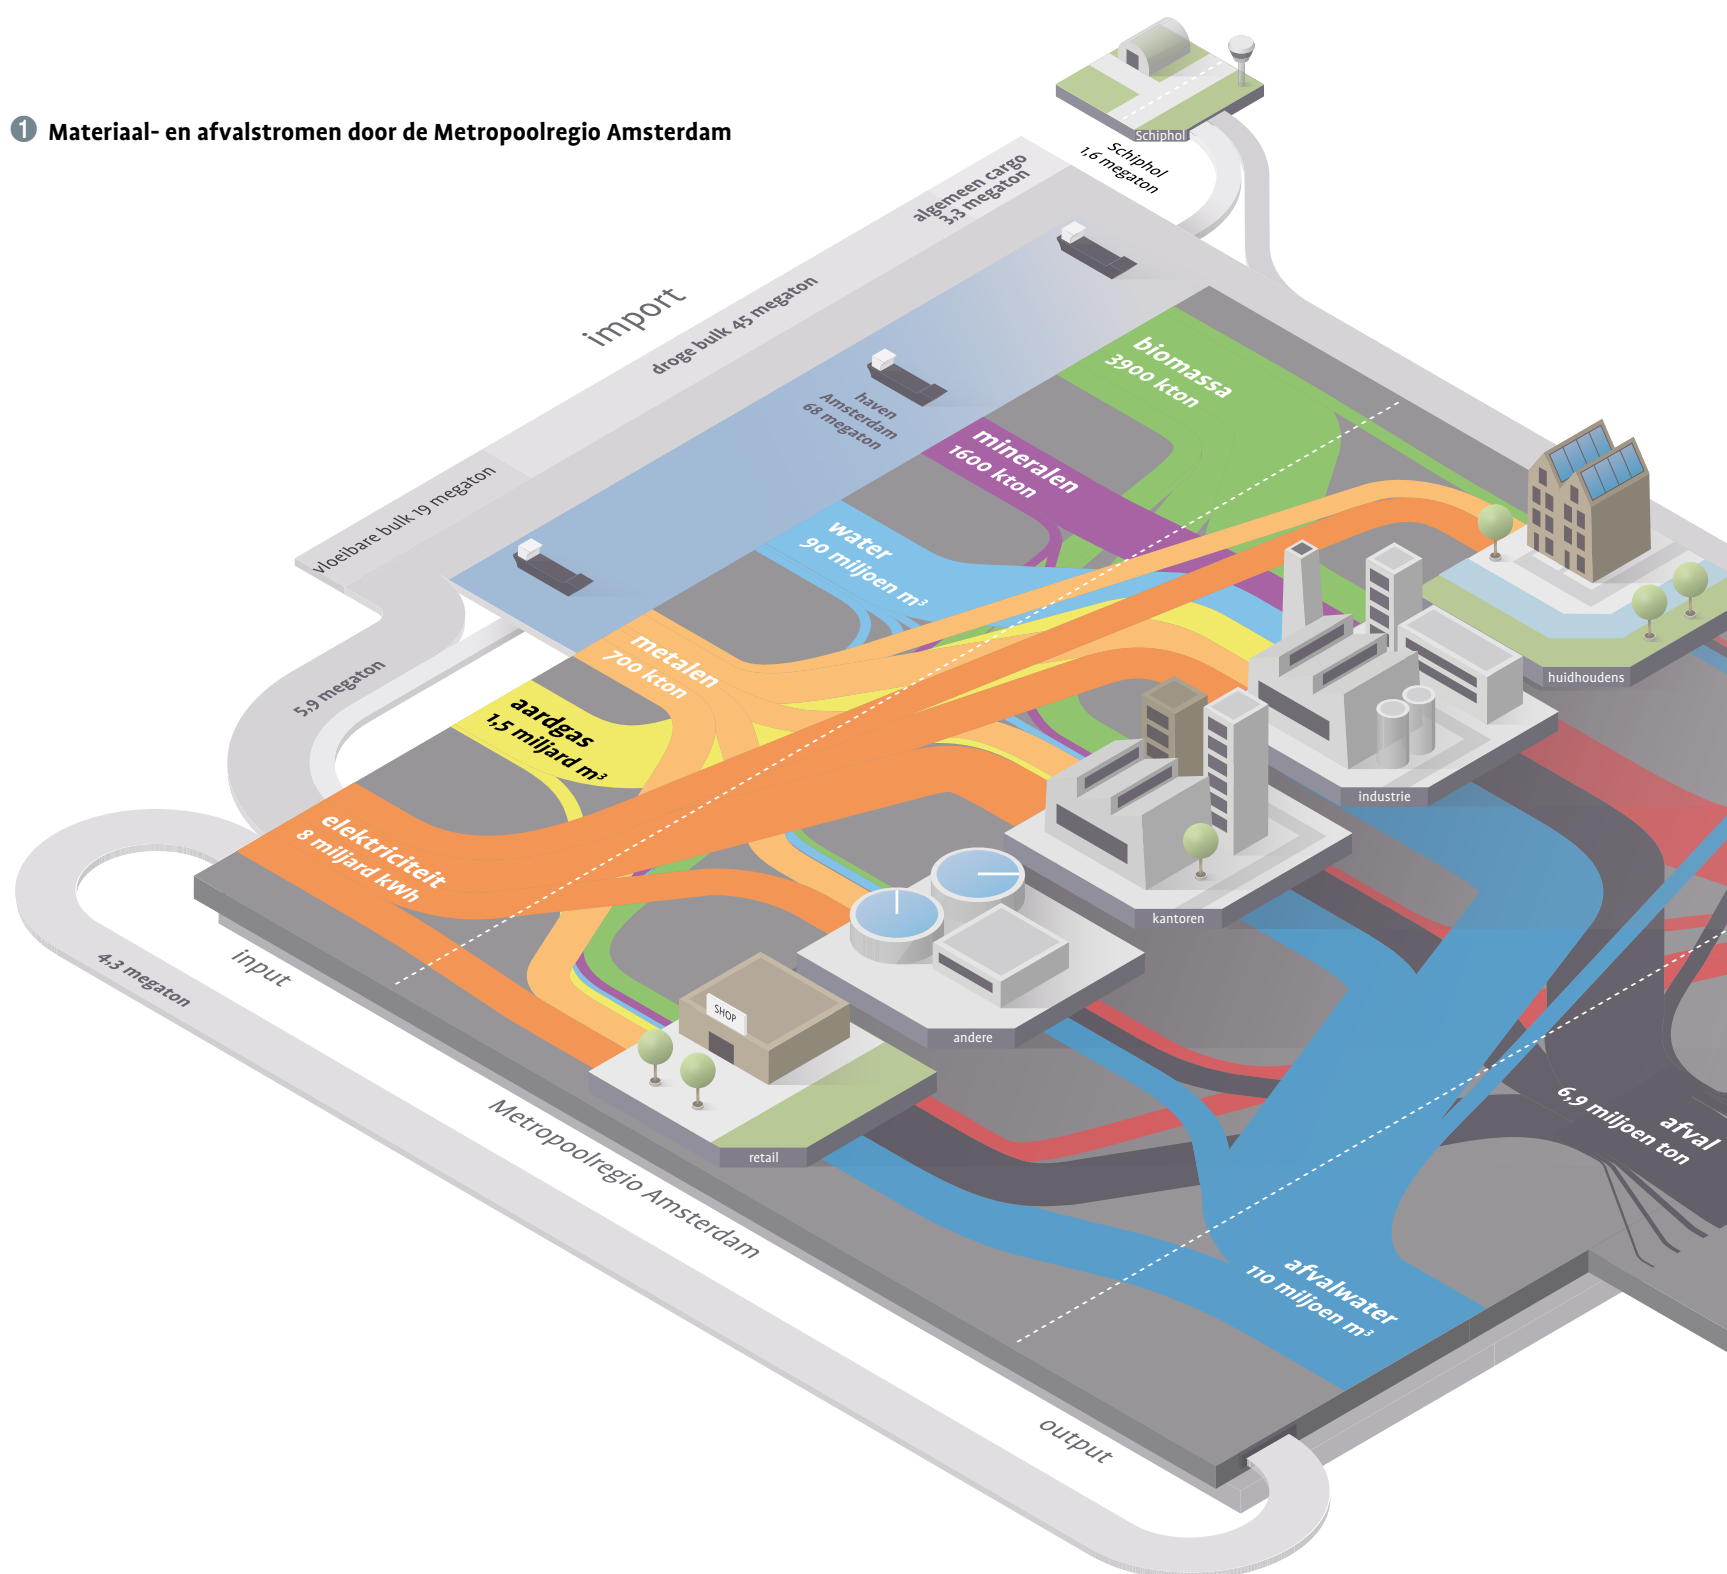 1 Materiaal- en afvalstromen door de Metropoolregio Amsterdam
Schiphol
Schiphol
1,6 megaton
algemeen cargo
3,3 megaton
import
droge bulk 45 megaton
vloeibare bulk 19 megaton
haven
Amsterdam
68 megaton
biomassa
3900 kton
mineralen
1600 kton
water
90 miljoen m³
metalen
700 kton
aardgas
1,5 miljard m³
elektriciteit
8 miljard kWh
5,9 megaton
4,3 megaton
input
Metropoolregio Amsterdam
output
huidhoudens
industrie
kantoren
andere
SHOP
retail
afval
6,9 miljoen ton
afvalwater
110 miljoen m³